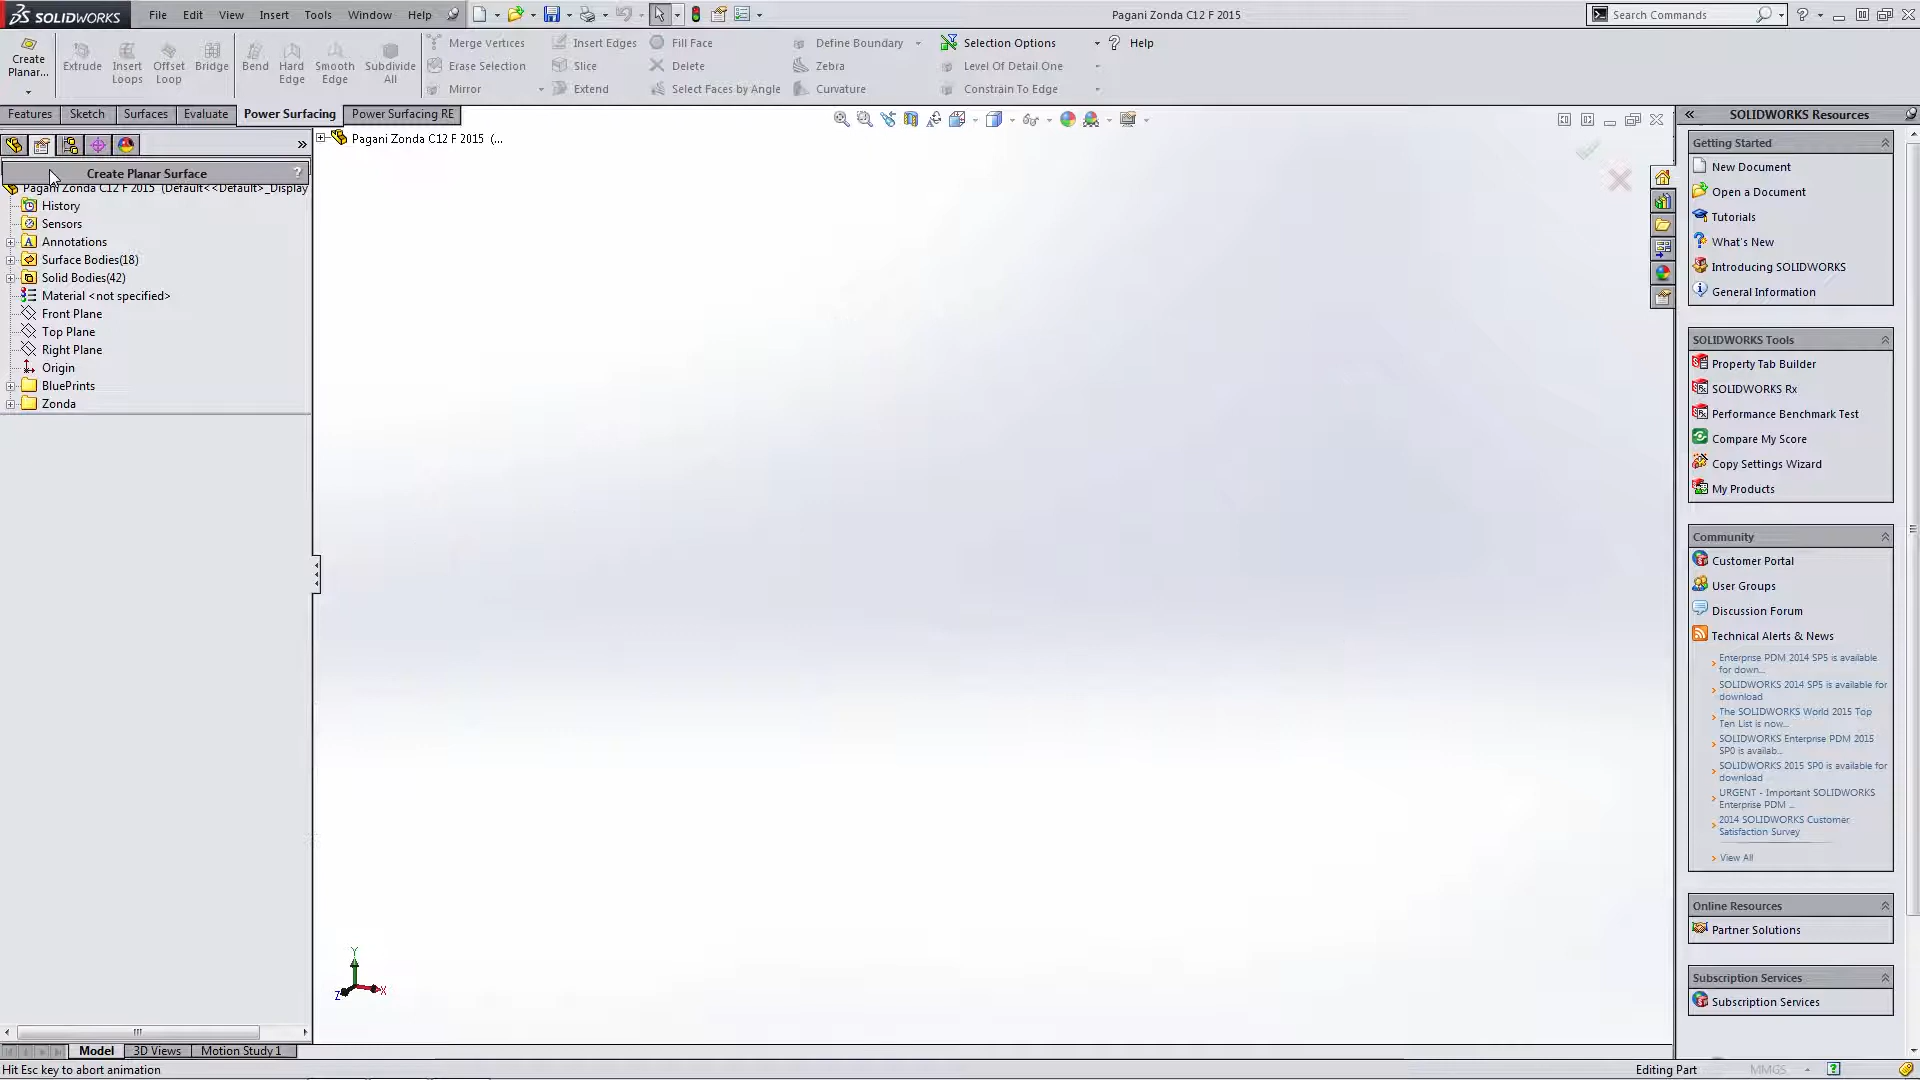 SOLIDWORKS File Edit View Insert Tools Window Help Pagani Zonda C12 F 2015 Search Commands
Create Planar... Extrude Insert Loops Offset Loop Bridge Bend Hard Edge Smooth Edge Subdivide All
Merge Vertices Insert Edges Fill Face Define Boundary Selection Options Help
Erase Selection Slice Delete Zebra Level Of Detail One
Mirror Extend Select Faces by Angle Curvature Constrain To Edge
Features Sketch Surfaces Evaluate Power Surfacing Power Surfacing RE
Pagani Zonda C12 F 2015 (...
Create Planar Surface ?
Pagani Zonda C12 F 2015 (Default<<Default>_Display
History
Sensors
Annotations
Surface Bodies(18)
Solid Bodies(42)
Material <not specified>
Front Plane
Top Plane
Right Plane
Origin
BluePrints
Zonda
Y
Z
X
SOLIDWORKS Resources
Getting Started
New Document
Open a Document
Tutorials
What's New
Introducing SOLIDWORKS
General Information
SOLIDWORKS Tools
Property Tab Builder
SOLIDWORKS Rx
Performance Benchmark Test
Compare My Score
Copy Settings Wizard
My Products
Community
Customer Portal
User Groups
Discussion Forum
Technical Alerts & News
Enterprise PDM 2014 SP5 is available
for down...
SOLIDWORKS 2014 SP5 is available for
download
The SOLIDWORKS World 2015 Top
Ten List is now...
SOLIDWORKS Enterprise PDM 2015
SP0 is availab...
SOLIDWORKS 2015 SP0 is available for
download
URGENT - Important SOLIDWORKS
Enterprise PDM ...
2014 SOLIDWORKS Customer
Satisfaction Survey
View All
Online Resources
Partner Solutions
Subscription Services
Subscription Services
Model 3D Views Motion Study 1
Hit Esc key to abort animation Editing Part MMGS